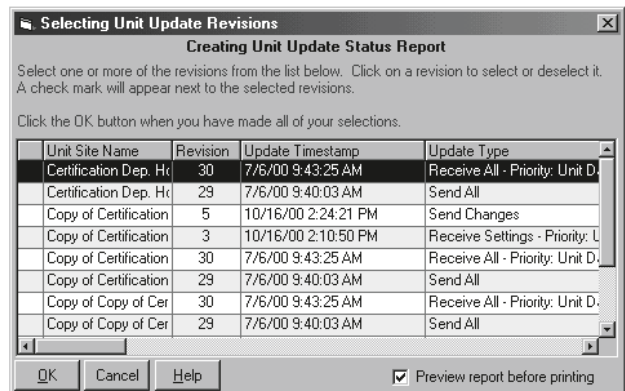 Selecting Unit Update Revisions
Creating Unit Update Status Report
Select one or more of the revisions from the list below. Click on a revision to select or deselect it.
A check mark will appear next to the selected revisions.
Click the OK button when you have made all of your selections.
Unit Site Name Revision Update Timestamp Update Type
Certification Dep. Ho 30 7/6/00 9:43:25 AM Receive All - Priority: Unit Da
Certification Dep. Ho 29 7/6/00 9:40:03 AM Send All
Copy of Certification 5 10/16/00 2:24:21 PM Send Changes
Copy of Certification 3 10/16/00 2:10:50 PM Receive Settings - Priority: U
Copy of Certification 30 7/6/00 9:43:25 AM Receive All - Priority: Unit Da
Copy of Certification 29 7/6/00 9:40:03 AM Send All
Copy of Copy of Cer 30 7/6/00 9:43:25 AM Receive All - Priority: Unit Da
Copy of Copy of Cer 29 7/6/00 9:40:03 AM Send All
OK Cancel Help Preview report before printing